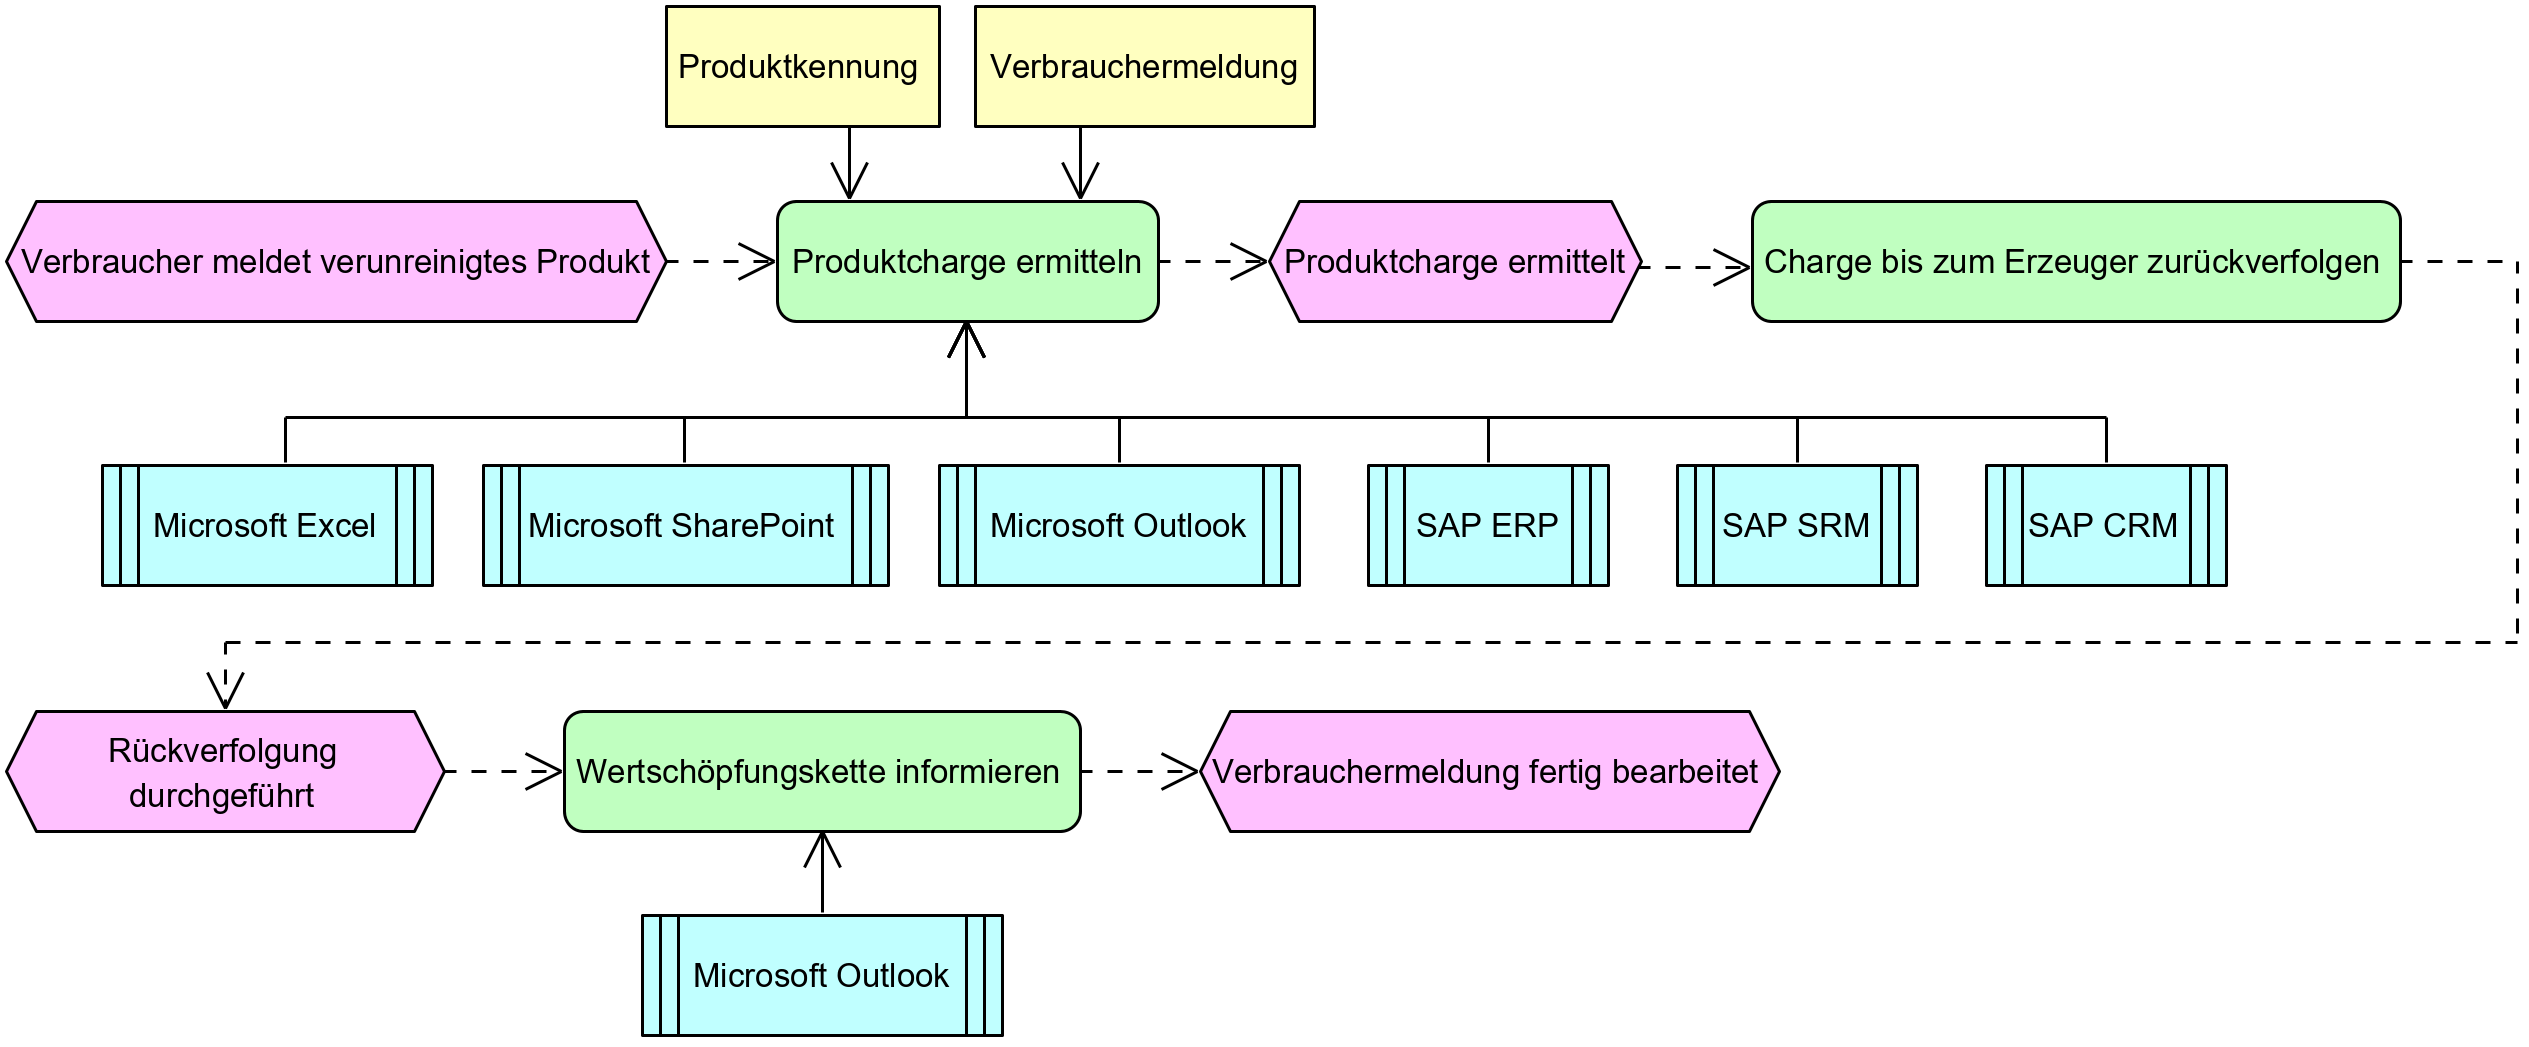 Produktkennung
Verbrauchermeldung
Verbraucher meldet verunreinigtes Produkt
Produktcharge ermitteln
Produktcharge ermittelt
Charge bis zum Erzeuger zurückverfolgen
Microsoft Excel
Microsoft SharePoint
Microsoft Outlook
SAP ERP
SAP SRM
SAP CRM
Rückverfolgung
durchgeführt
Wertschöpfungskette informieren
Verbrauchermeldung fertig bearbeitet
Microsoft Outlook